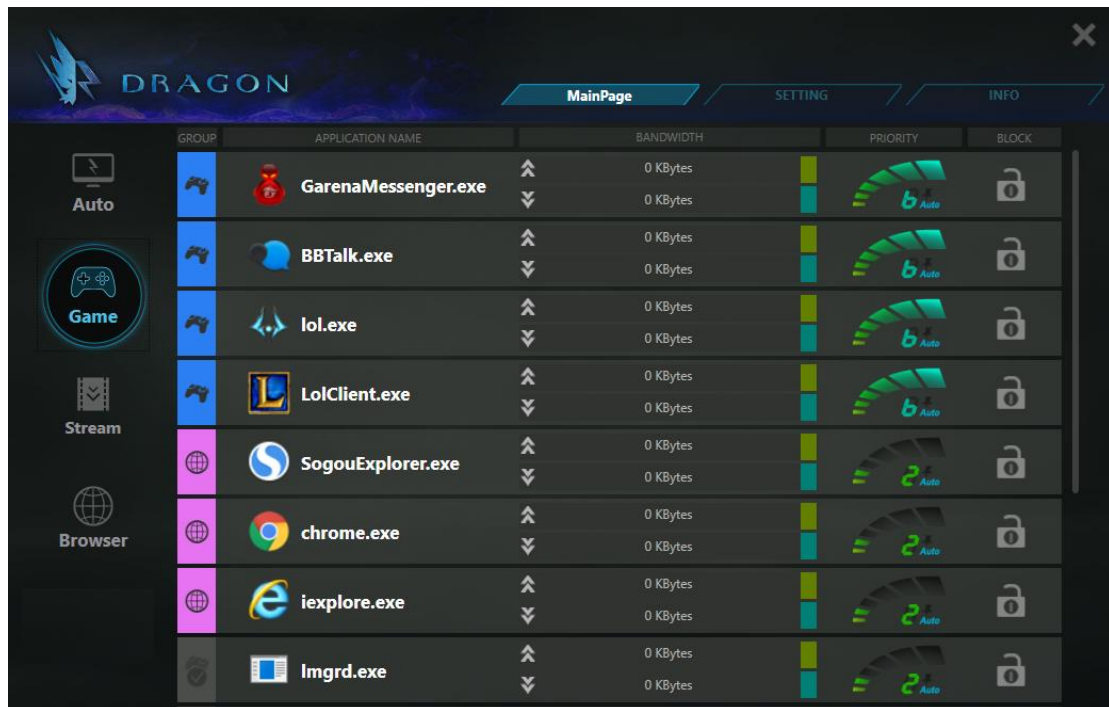 DRAGON
MainPage
SETTING
INFO
GROUP
APPLICATION NAME
BANDWIDTH
PRIORITY
BLOCK
Auto
Game
Stream
Browser
GarenaMessenger.exe
0 KBytes
0 KBytes
6 Auto
BBTalk.exe
0 KBytes
0 KBytes
6 Auto
lol.exe
0 KBytes
0 KBytes
6 Auto
LolClient.exe
0 KBytes
0 KBytes
6 Auto
SogouExplorer.exe
0 KBytes
0 KBytes
2 Auto
chrome.exe
0 KBytes
0 KBytes
2 Auto
iexplore.exe
0 KBytes
0 KBytes
2 Auto
lmgrd.exe
0 KBytes
0 KBytes
2 Auto